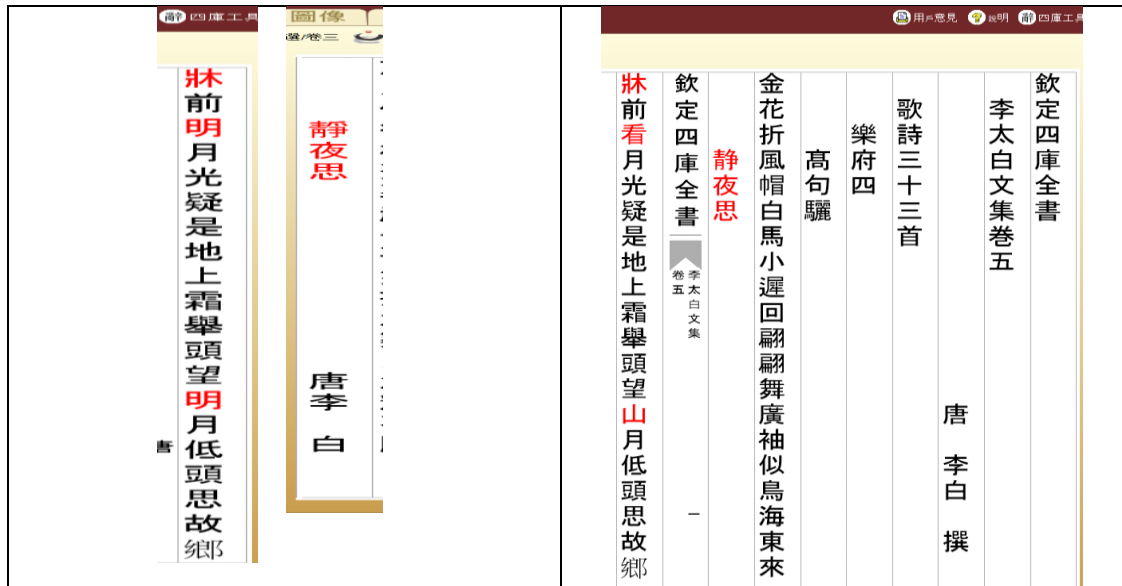 四庫工具
牀前明月光疑是地上霜舉頭望明月低頭思故鄉
書
圖像
選/卷三
靜夜思
唐李 白
用戶意見
說明
四庫工具
欽定四庫全書
李太白文集巻五
唐 李白 撰
歌詩三十三首
樂府四
髙句驪
金花折風帽白馬小遲回翩翩舞廣袖似鳥海東來
静夜思
欽定四庫全書
李太白文集
卷五
一
牀前看月光疑是地上霜舉頭望山月低頭思故鄉